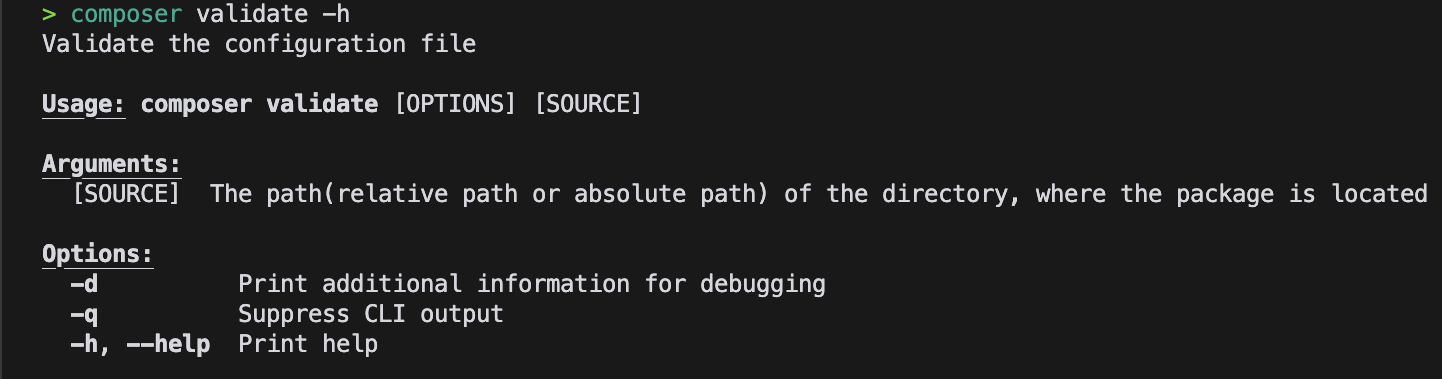 > composer validate -h
Validate the configuration file
Usage: composer validate [OPTIONS] [SOURCE]
Arguments:
[SOURCE]  The path(relative path or absolute path) of the directory, where the package is located
Options:
-d          Print additional information for debugging
-q          Suppress CLI output
-h, --help  Print help